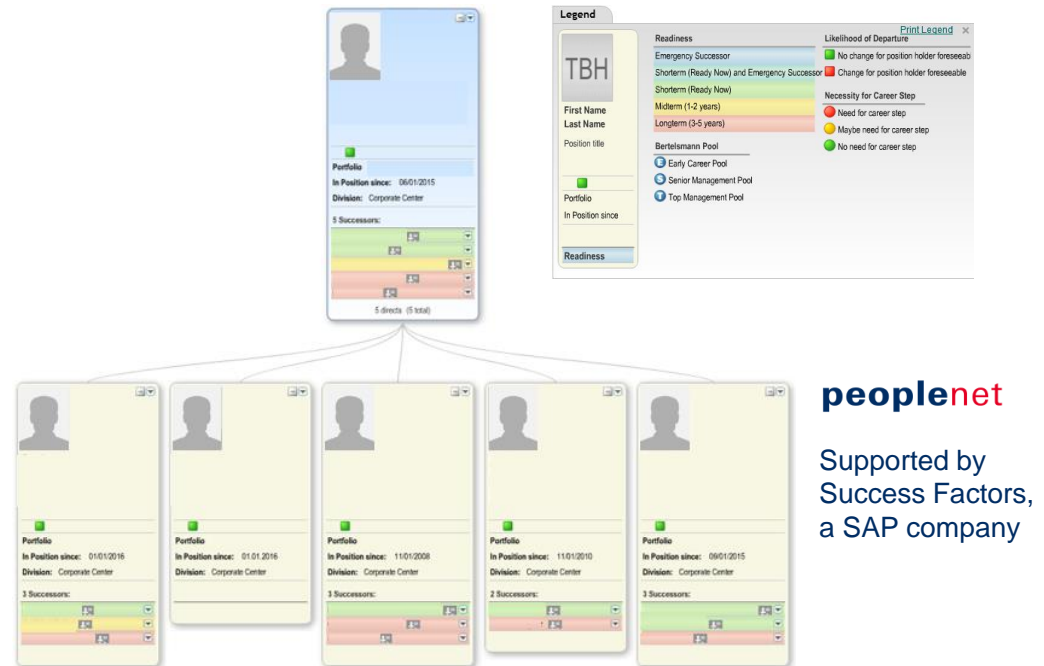 Portfolio
In Position since: 06/01/2015
Division: Corporate Center
5 Successors:
5 directs (5 total)
Legend
Print Legend ×
TBH
First Name
Last Name
Position title
Portfolio
In Position since
Readiness
Readiness
Emergency Successor
Shorterm (Ready Now) and Emergency Successor
Shorterm (Ready Now)
Midterm (1-2 years)
Longterm (3-5 years)
Bertelsmann Pool
E Early Career Pool
S Senior Management Pool
T Top Management Pool
Likelihood of Departure
No change for position holder foreseeab
Change for position holder foreseeable
Necessity for Career Step
Need for career step
Maybe need for career step
No need for career step
Portfolio
In Position since: 01/01/2016
Division: Corporate Center
3 Successors:
Portfolio
In Position since: 01.01.2016
Division: Corporate Center
Portfolio
In Position since: 11/01/2008
Division: Corporate Center
3 Successors:
Portfolio
In Position since: 11/01/2010
Division: Corporate Center
2 Successors:
Portfolio
In Position since: 09/01/2015
Division: Corporate Center
3 Successors:
peoplenet
Supported by
Success Factors,
a SAP company